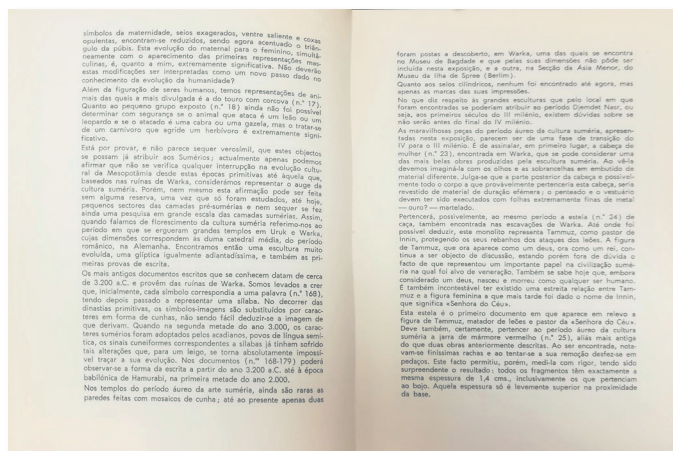 símbolos da maternidade, seios exagerados, ventre saliente e coxas
opulentas, encontram-se reduzidos, sendo agora acentuado o triân-
gulo da púbis. Esta evolução do maternal para o feminino, simultâ-
neamente com o aparecimento das primeiras representações mas-
culinas, é, quanto a mim, extremamente significativa. Não deverão
estas modificações ser interpretadas como um novo passo dado no
conhecimento da evolução da humanidade?
Além da figuração de seres humanos, temos representações de ani-
mais das quais a mais divulgada é a do touro com corcova (n.° 17).
Quanto ao pequeno grupo exposto (n.° 18) ainda não foi possível
determinar com segurança se o animal que ataca é um leão ou um
leopardo e se o atacado é uma cabra ou uma gazela, mas o tratar-se
de um carnívoro que agride um herbívoro é extremamente signi-
ficativo.
Está por provar, e não parece sequer verosímil, que estes objectos
se possam já atribuir aos Sumérios; actualmente apenas podemos
afirmar que não se verifica qualquer interrupção na evolução cultu-
ral da Mesopotâmia desde estas épocas primitivas até àquela que,
baseados nas ruínas de Warka, considerámos representar o auge da
cultura suméria. Porém, nem mesmo esta afirmação pode ser feita
sem alguma reserva, uma vez que só foram estudados, até hoje,
pequenos sectores das camadas pré-sumérias e nem sequer se fez
ainda uma pesquisa em grande escala das camadas sumérias. Assim,
quando falamos de florescimento da cultura suméria referimo-nos ao
período em que se ergueram grandes templos em Uruk e Warka,
cujas dimensões correspondem às duma catedral média, do período
românico, na Alemanha. Encontramos então uma escultura muito
evoluída, uma glíptica igualmente adiantadíssima, e também as pri-
meiras provas de escrita.
Os mais antigos documentos escritos que se conhecem datam de cerca
de 3.200 a.C. e provêm das ruínas de Warka. Somos levados a crer
que, inicialmente, cada símbolo correspondia a uma palavra (n.° 168),
tendo depois passado a representar uma sílaba. No decorrer das
dinastias primitivas, os símbolos-imagens são substituídos por carac-
teres em forma de cunhas, não sendo fácil deduzir-se a imagem de
que derivam. Quando na segunda metade do ano 3.000, os carac-
teres sumérios foram adoptados pelos acadianos, povos de língua semí-
tica, os sinais cuneiformes correspondentes a sílabas já tinham sofrido
tais alterações que, para um leigo, se torna absolutamente impossí-
vel traçar a sua evolução. Nos documentos (n.ᵒˢ 168-179) poderá
observar-se a forma da escrita a partir do ano 3.200 a.C. até à época
babilónica de Hamurabi, na primeira metade do ano 2.000.
Nos templos do período áureo da arte suméria, ainda são raras as
paredes feitas com mosaicos de cunha; até ao presente apenas duas
foram postas a descoberto, em Warka, uma das quais se encontra
no Museu de Bagdade e que pelas suas dimensões não pôde ser
incluída nesta exposição, e a outra, na Secção da Ásia Menor, do
Museu da Ilha de Spree (Berlim).
Quanto aos selos cilíndricos, nenhum foi encontrado até agora, mas
apenas as marcas das suas impressões.
No que diz respeito às grandes esculturas que pelo local em que
foram encontradas se poderiam atribuir ao período Djemdet Nasr, ou
seja, aos primeiros séculos do III milénio, existem dúvidas sobre se
não serão antes do final do IV milénio.
As maravilhosas peças do período áureo da cultura suméria, apresen-
tadas nesta exposição, parecem ser de uma fase de transição do
IV para o III milénio. É de assinalar, em primeiro lugar, a cabeça de
mulher (n.° 23), encontrada em Warka, que se pode considerar uma
das mais belas obras produzidas pela escultura suméria. Ao vê-la
devemos imaginá-la com os olhos e as sobrancelhas em embutido de
material diferente. Julga-se que a parte posterior da cabeça e possìvel-
mente todo o corpo a que provàvelmente pertenceria esta cabeça, seria
revestido de material de duração efémera; o penteado e o vestuário
devem ter sido executados com folhas extremamente finas de metal
— ouro? — martelado.
Pertencerá, possìvelmente, ao mesmo período a estela (n.° 24) de
caça, também encontrada nas escavações de Warka. Até onde foi
possível deduzir, este monólito representa Tammuz, como pastor de
Innin, protegendo os seus rebanhos dos ataques dos leões. A figura
de Tammuz, que ora aparece como um deus, ora como um rei, con-
tinua a ser objecto de discussão, estando porém fora de dúvida o
facto de que representou um importante papel na civilização sumé-
ria na qual foi alvo de veneração. Também se sabe hoje que, embora
considerado um deus, nasceu e morreu como qualquer ser humano.
É também incontestável ter existido uma estreita relação entre Tam-
muz e a figura feminina a que mais tarde foi dado o nome de Innin,
que significa «Senhora do Céu».
Esta estela é o primeiro documento em que aparece em relevo a
figura de Tammuz, matador de leões e pastor da «Senhora do Céu».
Deve também, certamente, pertencer ao período áureo da cultura
suméria a jarra de mármore vermelho (n.° 25), aliás mais antiga
do que duas obras anteriormente descritas. Ao ser encontrada, nota-
vam-se finíssimas rachas e ao tentar-se a sua remoção desfez-se em
pedaços. Este facto permitiu, porém, medi-la com rigor, tendo sido
surpreendente o resultado: todos os fragmentos têm exactamente a
mesma espessura de 1,4 cms., inclusivamente os que pertenciam
ao bojo. Aquela espessura só é levemente superior na proximidade
da base.